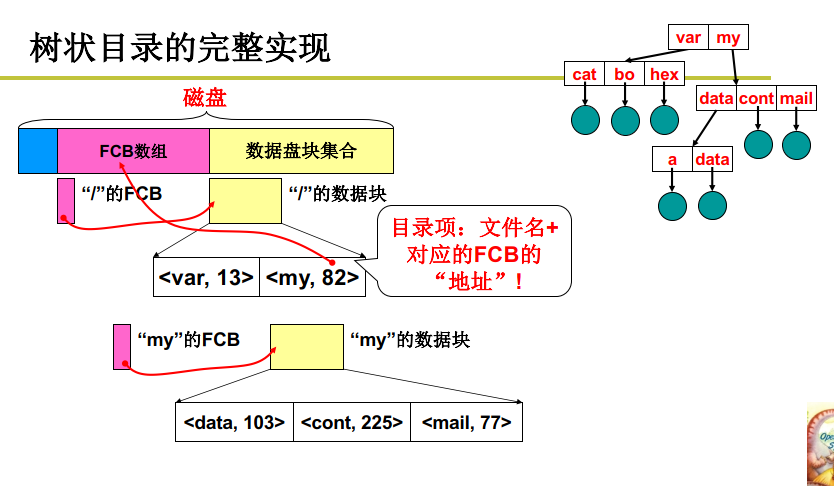 树状目录的完整实现
var my
cat bo hex
data cont mail
a data
磁盘
FCB数组 数据盘块集合
“/”的FCB “/”的数据块
目录项：文件名+
对应的FCB的
“地址”！
<var, 13> <my, 82>
“my”的FCB “my”的数据块
<data, 103> <cont, 225> <mail, 77>